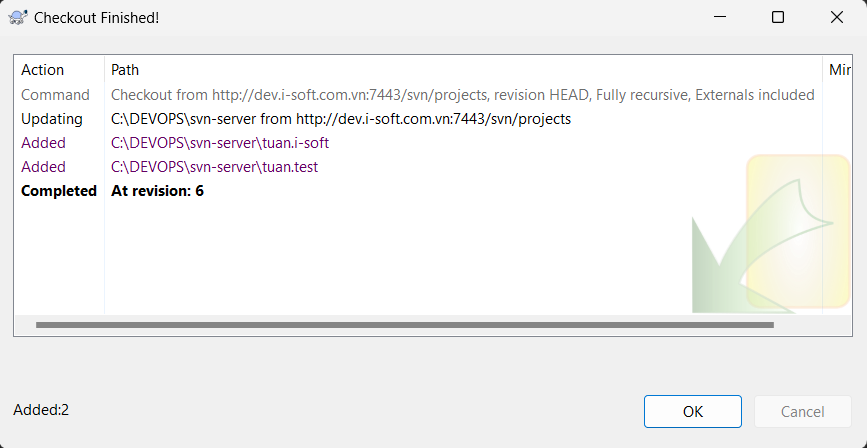 Checkout Finished!
Action Path Mir
Command Checkout from http://dev.i-soft.com.vn:7443/svn/projects, revision HEAD, Fully recursive, Externals included
Updating C:\DEVOPS\svn-server from http://dev.i-soft.com.vn:7443/svn/projects
Added C:\DEVOPS\svn-server\tuan.i-soft
Added C:\DEVOPS\svn-server\tuan.test
Completed At revision: 6
Added:2
OK Cancel